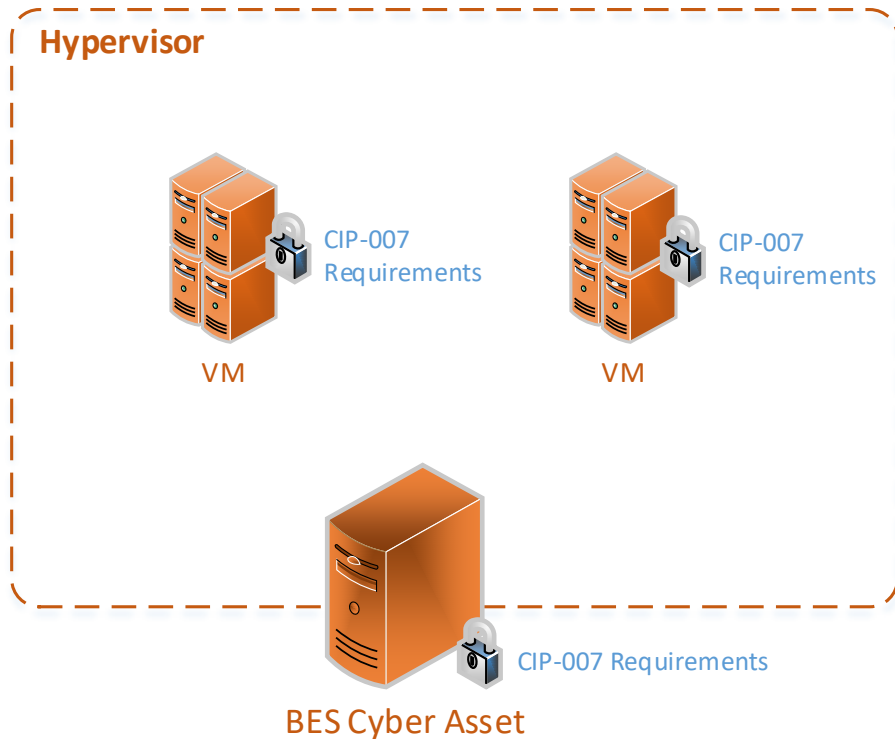 Hypervisor
CIP-007
Requirements
VM
CIP-007
Requirements
VM
CIP-007 Requirements
BES Cyber Asset